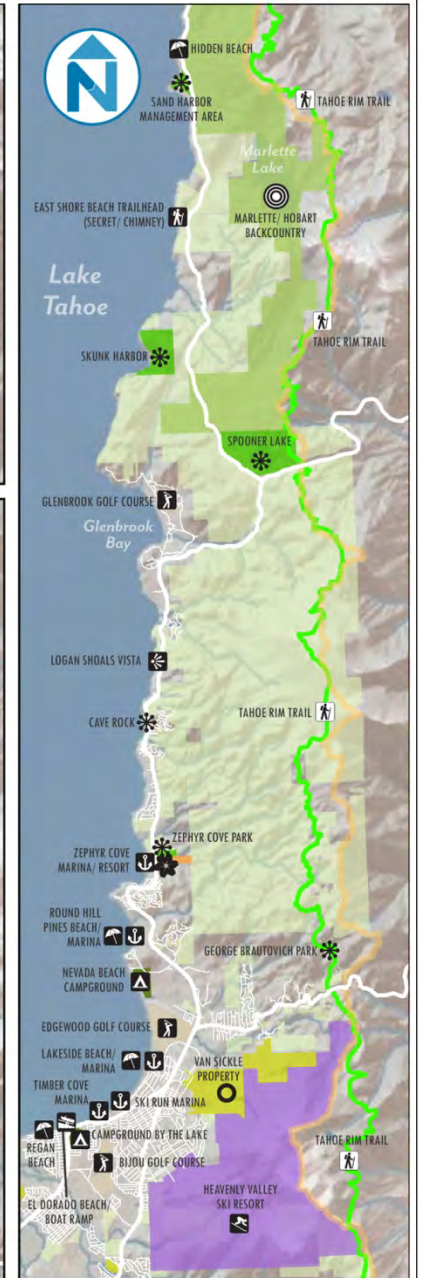 N
HIDDEN BEACH
SAND HARBOR
MANAGEMENT AREA
TAHOE RIM TRAIL
Marlette
Lake
EAST SHORE BEACH TRAILHEAD
(SECRET/ CHIMNEY)
MARLETTE/ HOBART
BACKCOUNTRY
Lake
Tahoe
TAHOE RIM TRAIL
SKUNK HARBOR
SPOONER LAKE
GLENBROOK GOLF COURSE
Glenbrook
Bay
LOGAN SHOALS VISTA
TAHOE RIM TRAIL
CAVE ROCK
ZEPHYR COVE PARK
ZEPHYR COVE
MARINA/ RESORT
ROUND HILL
PINES BEACH/
MARINA
GEORGE BRAUTOVICH PARK
NEVADA BEACH
CAMPGROUND
EDGEWOOD GOLF COURSE
LAKESIDE BEACH/
MARINA
VAN SICKLE
PROPERTY
TIMBER COVE
MARINA
SKI RUN MARINA
CAMPGROUND BY THE LAKE
REGAN
BEACH
BIJOU GOLF COURSE
TAHOE RIM TRAIL
EL DORADO BEACH/
BOAT RAMP
HEAVENLY VALLEY
SKI RESORT